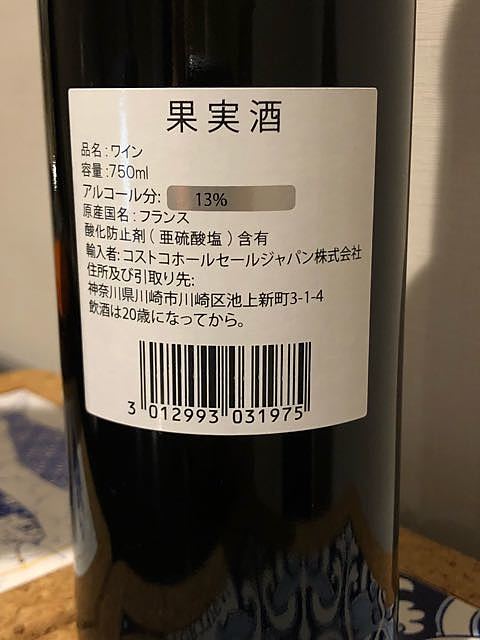 果実酒
品名:ワイン
容量:750ml
アルコール分: 13%
原産国名:フランス
酸化防止剤(亜硫酸塩)含有
輸入者:コストコホールセールジャパン株式会社
住所及び引取り先:
神奈川県川崎市川崎区池上新町3-1-4
飲酒は20歳になってから。
3 012993 031975